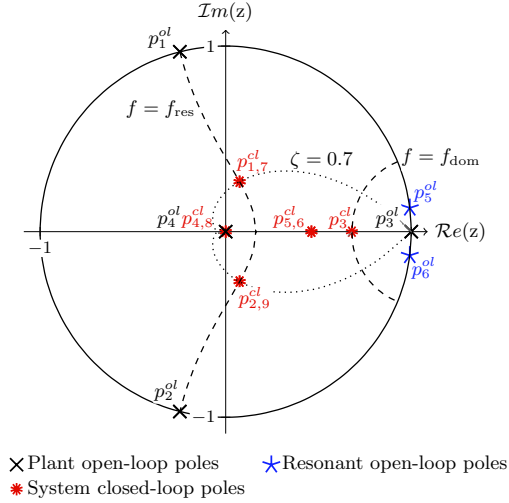 ℐm(z)
p_1^{ol}
1
f = f_res
p_{1,7}^{cl}
ζ = 0.7
f = f_dom
p_5^{ol}
p_4^{ol} p_{4,8}^{cl} p_{5,6}^{cl} p_3^{cl} p_3^{ol}
ℛe(z)
−1
p_6^{ol}
p_{2,9}^{cl}
p_2^{ol}
−1
Plant open-loop poles Resonant open-loop poles
System closed-loop poles